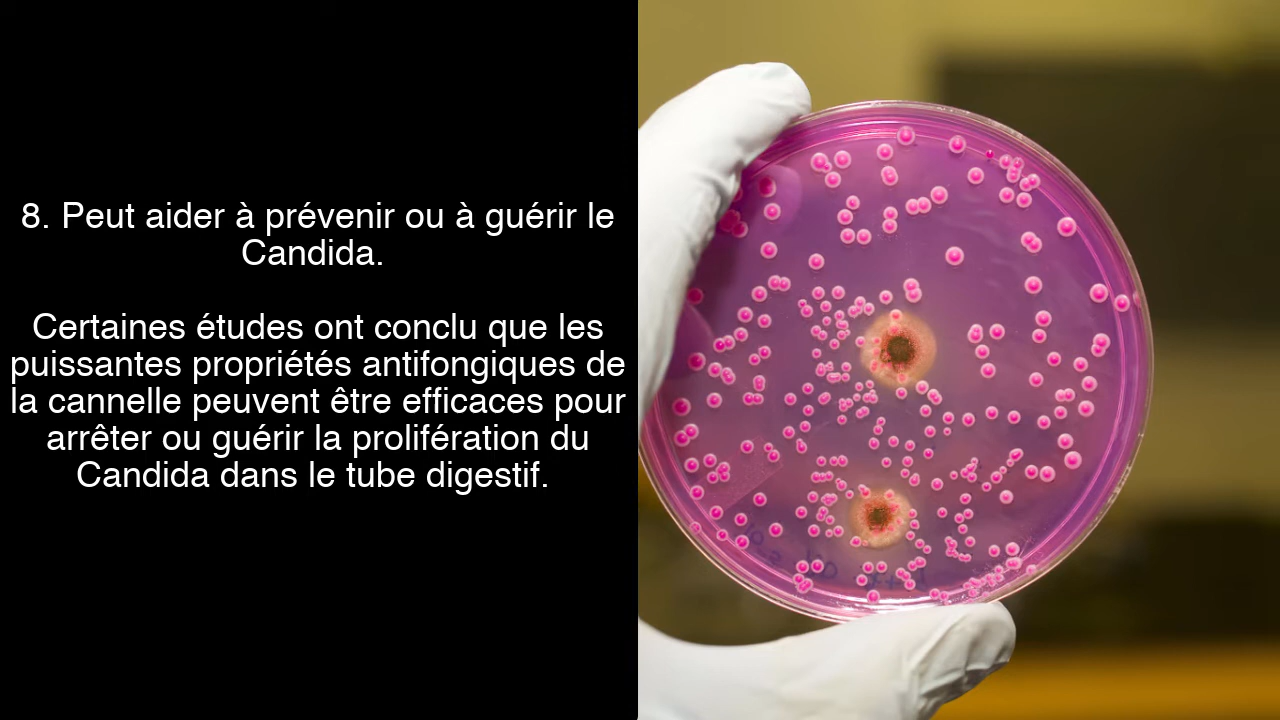 8. Peut aider à prévenir ou à guérir le
Candida.
Certaines études ont conclu que les
puissantes propriétés antifongiques de
la cannelle peuvent être efficaces pour
arrêter ou guérir la prolifération du
Candida dans le tube digestif.